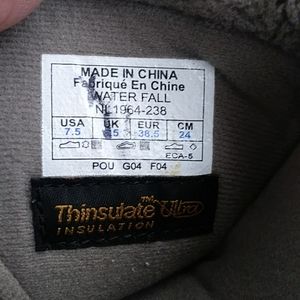 MADE IN CHINA
Fabriqué En Chine
WATER FALL
NL1964-238
USA UK EUR CM
7.5 38.5 24
ECA-5
POU G04 F04
Thinsulate™ Ultra
INSULATION